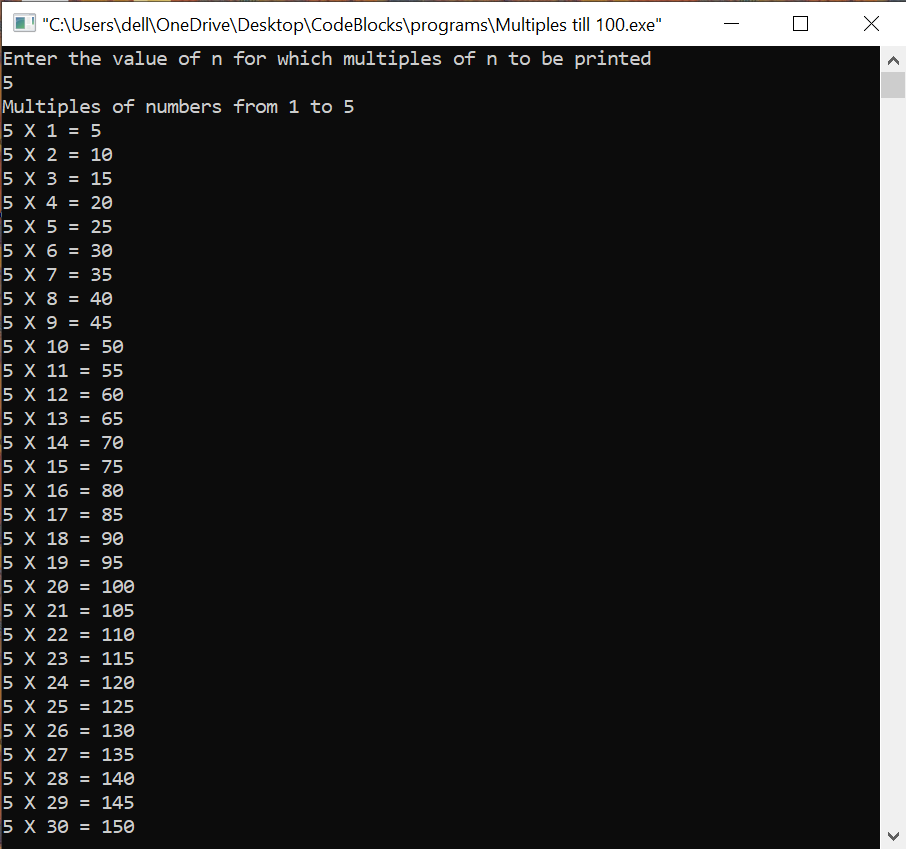 "C:\Users\dell\OneDrive\Desktop\CodeBlocks\programs\Multiples till 100.exe"
Enter the value of n for which multiples of n to be printed
5
Multiples of numbers from 1 to 5
5 X 1 = 5
5 X 2 = 10
5 X 3 = 15
5 X 4 = 20
5 X 5 = 25
5 X 6 = 30
5 X 7 = 35
5 X 8 = 40
5 X 9 = 45
5 X 10 = 50
5 X 11 = 55
5 X 12 = 60
5 X 13 = 65
5 X 14 = 70
5 X 15 = 75
5 X 16 = 80
5 X 17 = 85
5 X 18 = 90
5 X 19 = 95
5 X 20 = 100
5 X 21 = 105
5 X 22 = 110
5 X 23 = 115
5 X 24 = 120
5 X 25 = 125
5 X 26 = 130
5 X 27 = 135
5 X 28 = 140
5 X 29 = 145
5 X 30 = 150